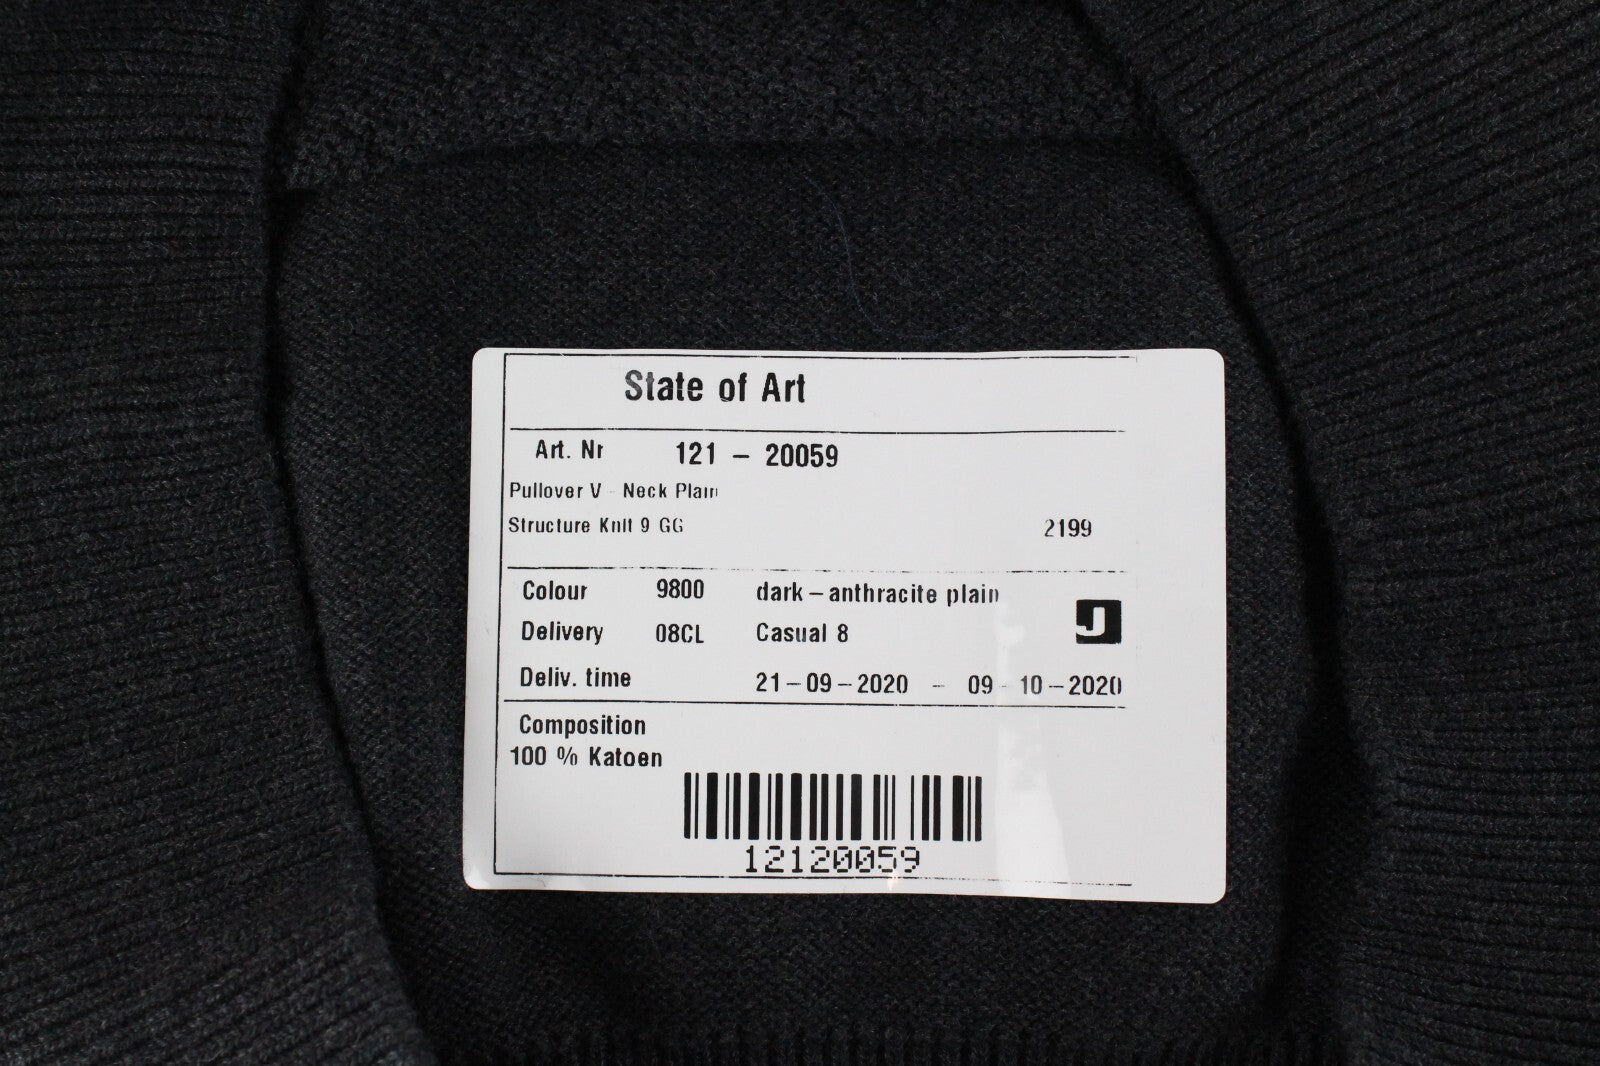 State of Art
Art. Nr 121 - 20059
Pullover V - Neck Plain
Structure Knit 9 GG 2199
Colour 9800 dark - anthracite plain
J
Delivery 08CL Casual 8
Deliv. time 21-09-2020 - 09-10-2020
Composition
100 % Katoen
12120059